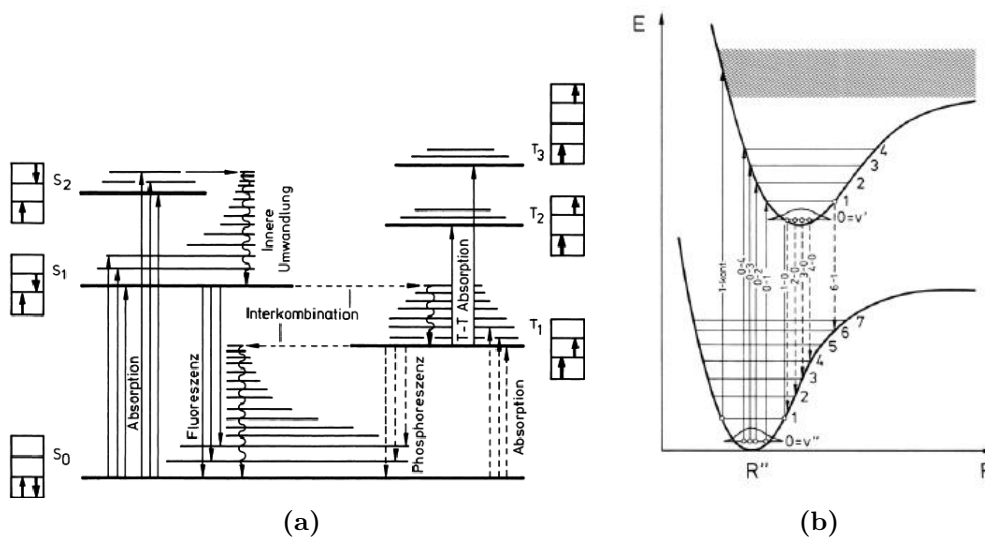 E
T₃
S₂
T₂
Innere
Umwandlung
S₁
T-T Absorption
Interkombination
T₁
Absorption
Fluoreszenz
Phosphoreszenz
Absorption
S₀
4
3
2
1
0=v'
1-kont
0-4
0-3
0-2
0-1
1-0
2-0
3-0
4-0
6-1
7
6
5
4
3
2
1
0=v"
R"
R
(a)
(b)